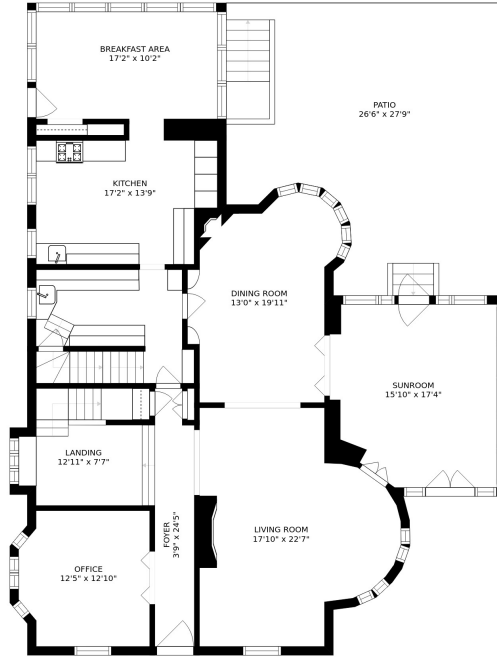 BREAKFAST AREA
17'2" x 10'2"
PATIO
26'6" x 27'9"
KITCHEN
17'2" x 13'9"
DINING ROOM
13'0" x 19'11"
SUNROOM
15'10" x 17'4"
LANDING
12'11" x 7'7"
FOYER
3'9" x 24'5"
LIVING ROOM
17'10" x 22'7"
OFFICE
12'5" x 12'10"